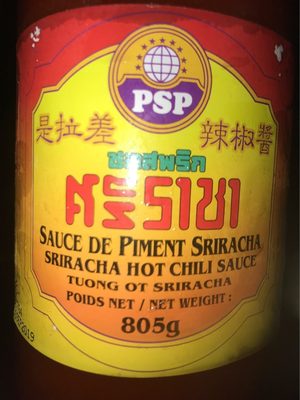 PSP
是拉差 辣椒醬
ซอสพริก
ศรีราชา
SAUCE DE PIMENT SRIRACHA
SRIRACHA HOT CHILI SAUCE
TUONG OT SRIRACHA
POIDS NET / NET WEIGHT :
805g